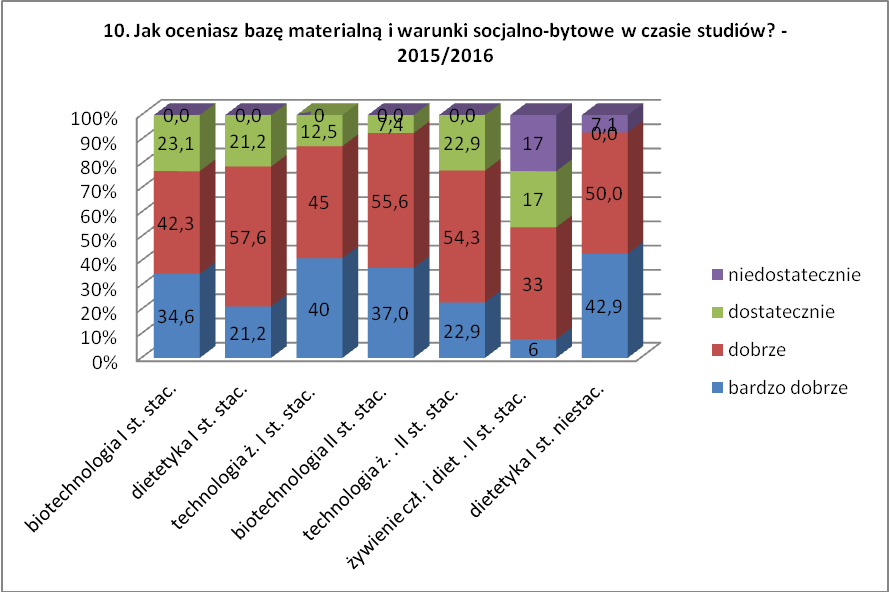 10. Jak oceniasz bazę materialną i warunki socjalno-bytowe w czasie studiów? -
2015/2016
100%
90%
80%
70%
60%
50%
40%
30%
20%
10%
0%
0,0 0,0 0 0,0 0,0 17 7,1
23,1 21,2 12,5 7,4 22,9 17 0,0
42,3 57,6 45 55,6 54,3 33 50,0
34,6 21,2 40 37,0 22,9 6 42,9
biotechnologia I st. stac.
dietetyka I st. stac.
technologia ż. I st. stac.
biotechnologia II st. stac.
technologia ż. . II st. stac.
żywienie czł. i diet . II st. stac.
dietetyka I st. niestac.
niedostatecznie
dostatecznie
dobrze
bardzo dobrze